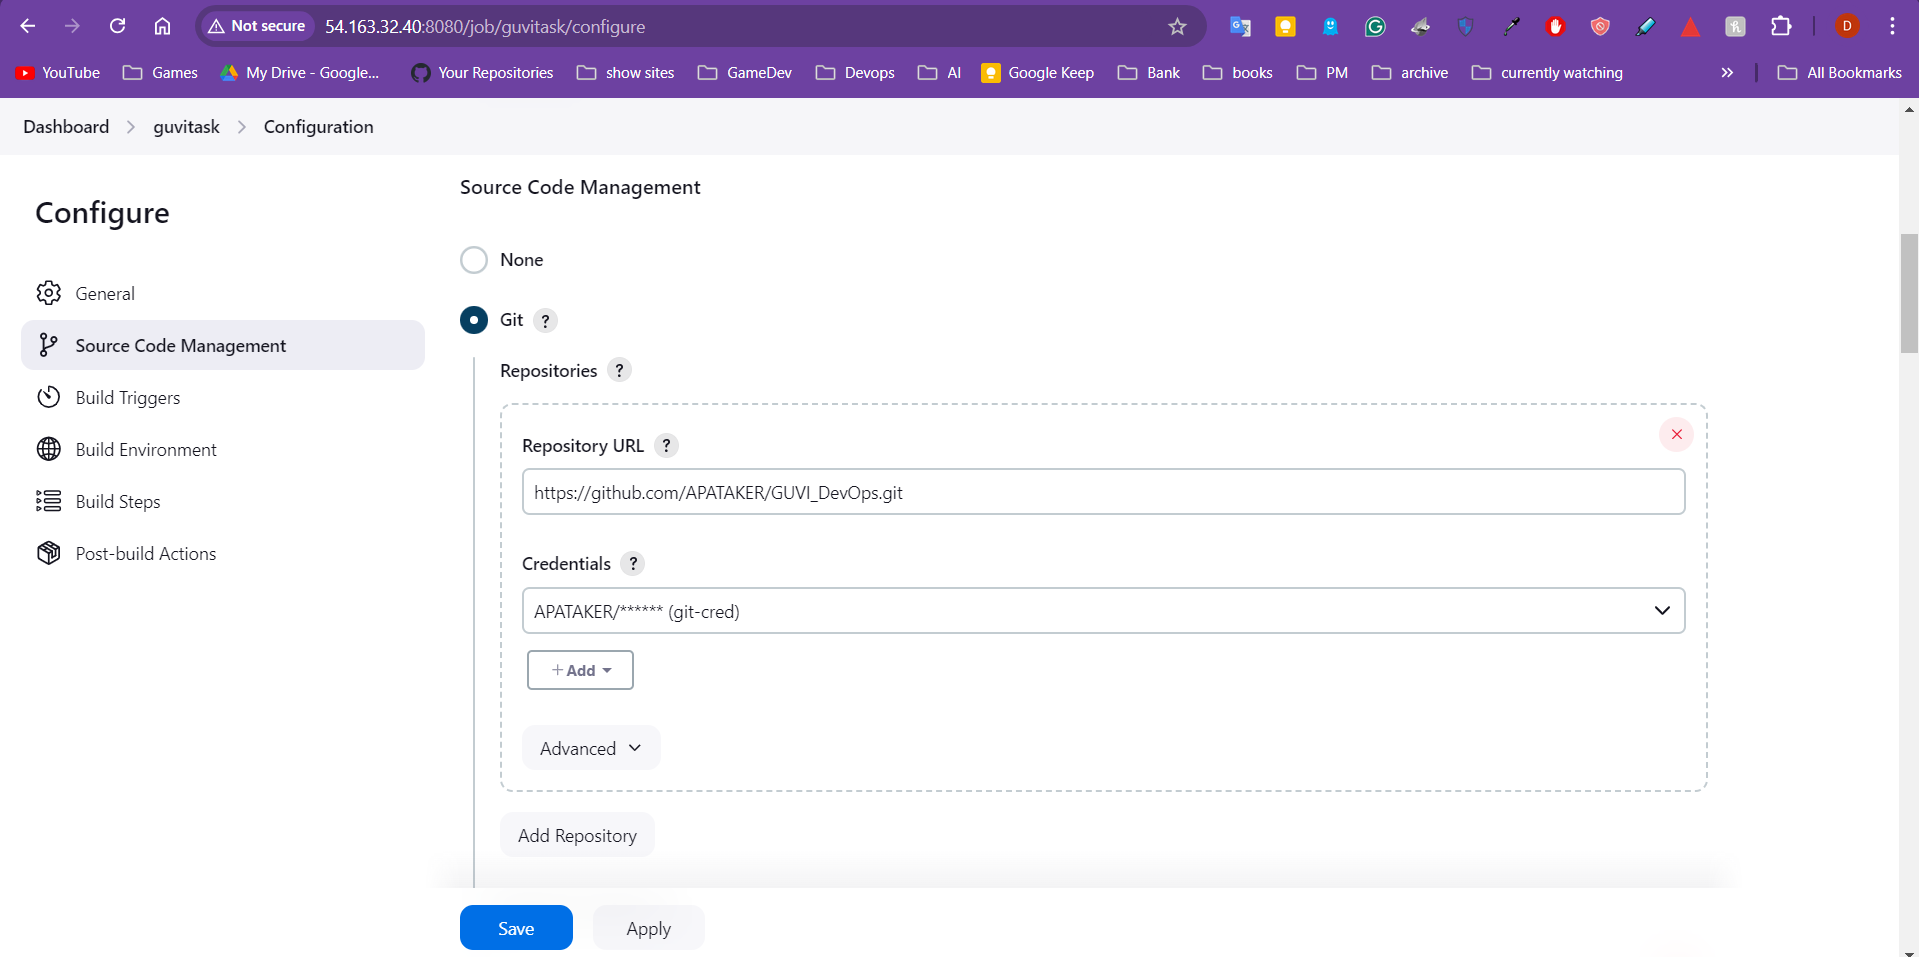 Not secure 54.163.32.40:8080/job/guvitask/configure D
YouTube Games My Drive - Google... Your Repositories show sites GameDev Devops AI Google Keep Bank books PM archive currently watching » All Bookmarks
Dashboard > guvitask > Configuration
Configure
General
Source Code Management
Build Triggers
Build Environment
Build Steps
Post-build Actions
Source Code Management
None
Git ?
Repositories ?
Repository URL ?
https://github.com/APATAKER/GUVI_DevOps.git
Credentials ?
APATAKER/****** (git-cred)
+ Add
Advanced
Add Repository
Save Apply